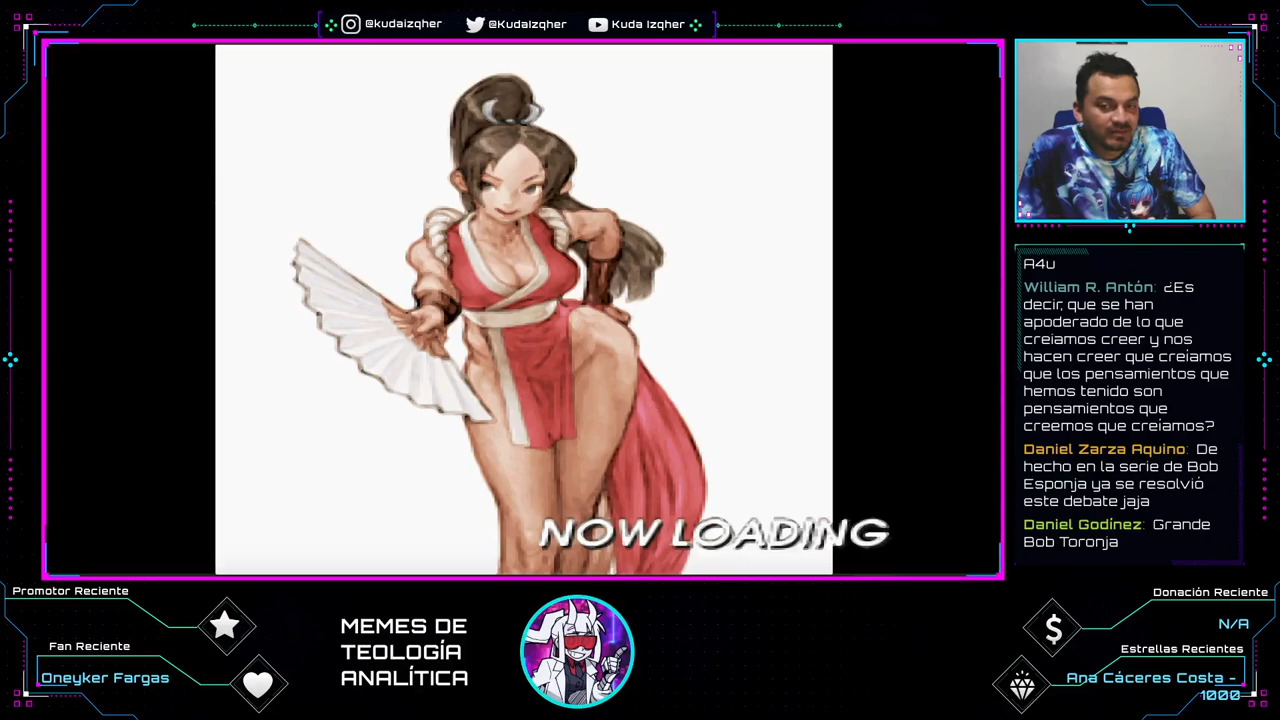 @kudaizqher
@KudaIzqher
Kuda Izqher
NOW LOADING
A4u
William R. Antón: ¿Es
decir, que se han
apoderado de lo que
creiamos creer y nos
hacen creer que creiamos
que los pensamientos que
hemos tenido son
pensamientos que
creemos que creiamos?
Daniel Zarza Aquino: De
hecho en la serie de Bob
Esponja ya se resolvió
este debate jaja
Daniel Godínez: Grande
Bob Toronja
Promotor Reciente
Fan Reciente
Oneyker Fargas
MEMES DE
TEOLOGÍA
ANALÍTICA
Donación Reciente
N/A
Estrellas Recientes
Ana Cáceres Costa -
1000